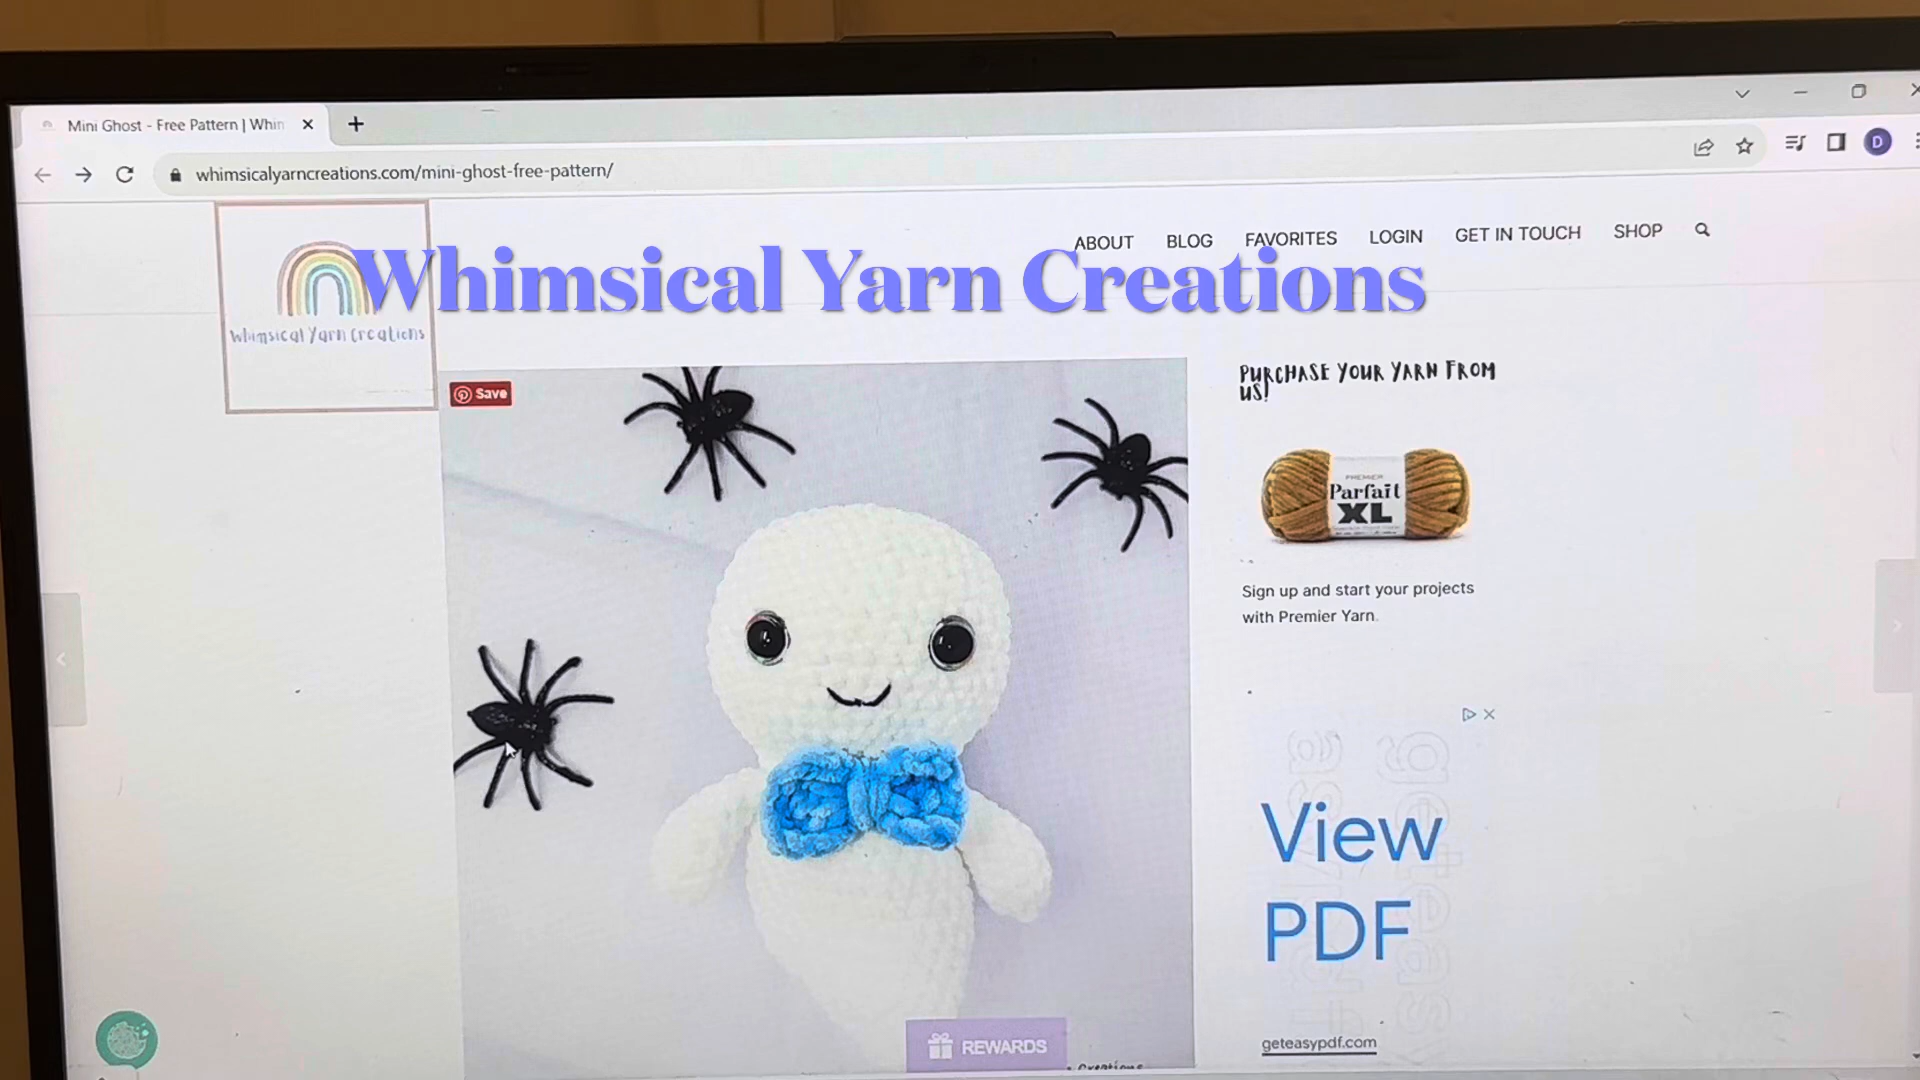 Mini Ghost - Free Pattern | Whin
whimsicalyarncreations.com/mini-ghost-free-pattern/
D
ABOUT BLOG FAVORITES LOGIN GET IN TOUCH SHOP
Whimsical Yarn Creations
Whimsical Yarn Creations
Save
PURCHASE YOUR YARN FROM
US!
PREMIER
Parfait
XL
Sign up and start your projects
with Premier Yarn.
View
PDF
geteasypdf.com
REWARDS
Creations